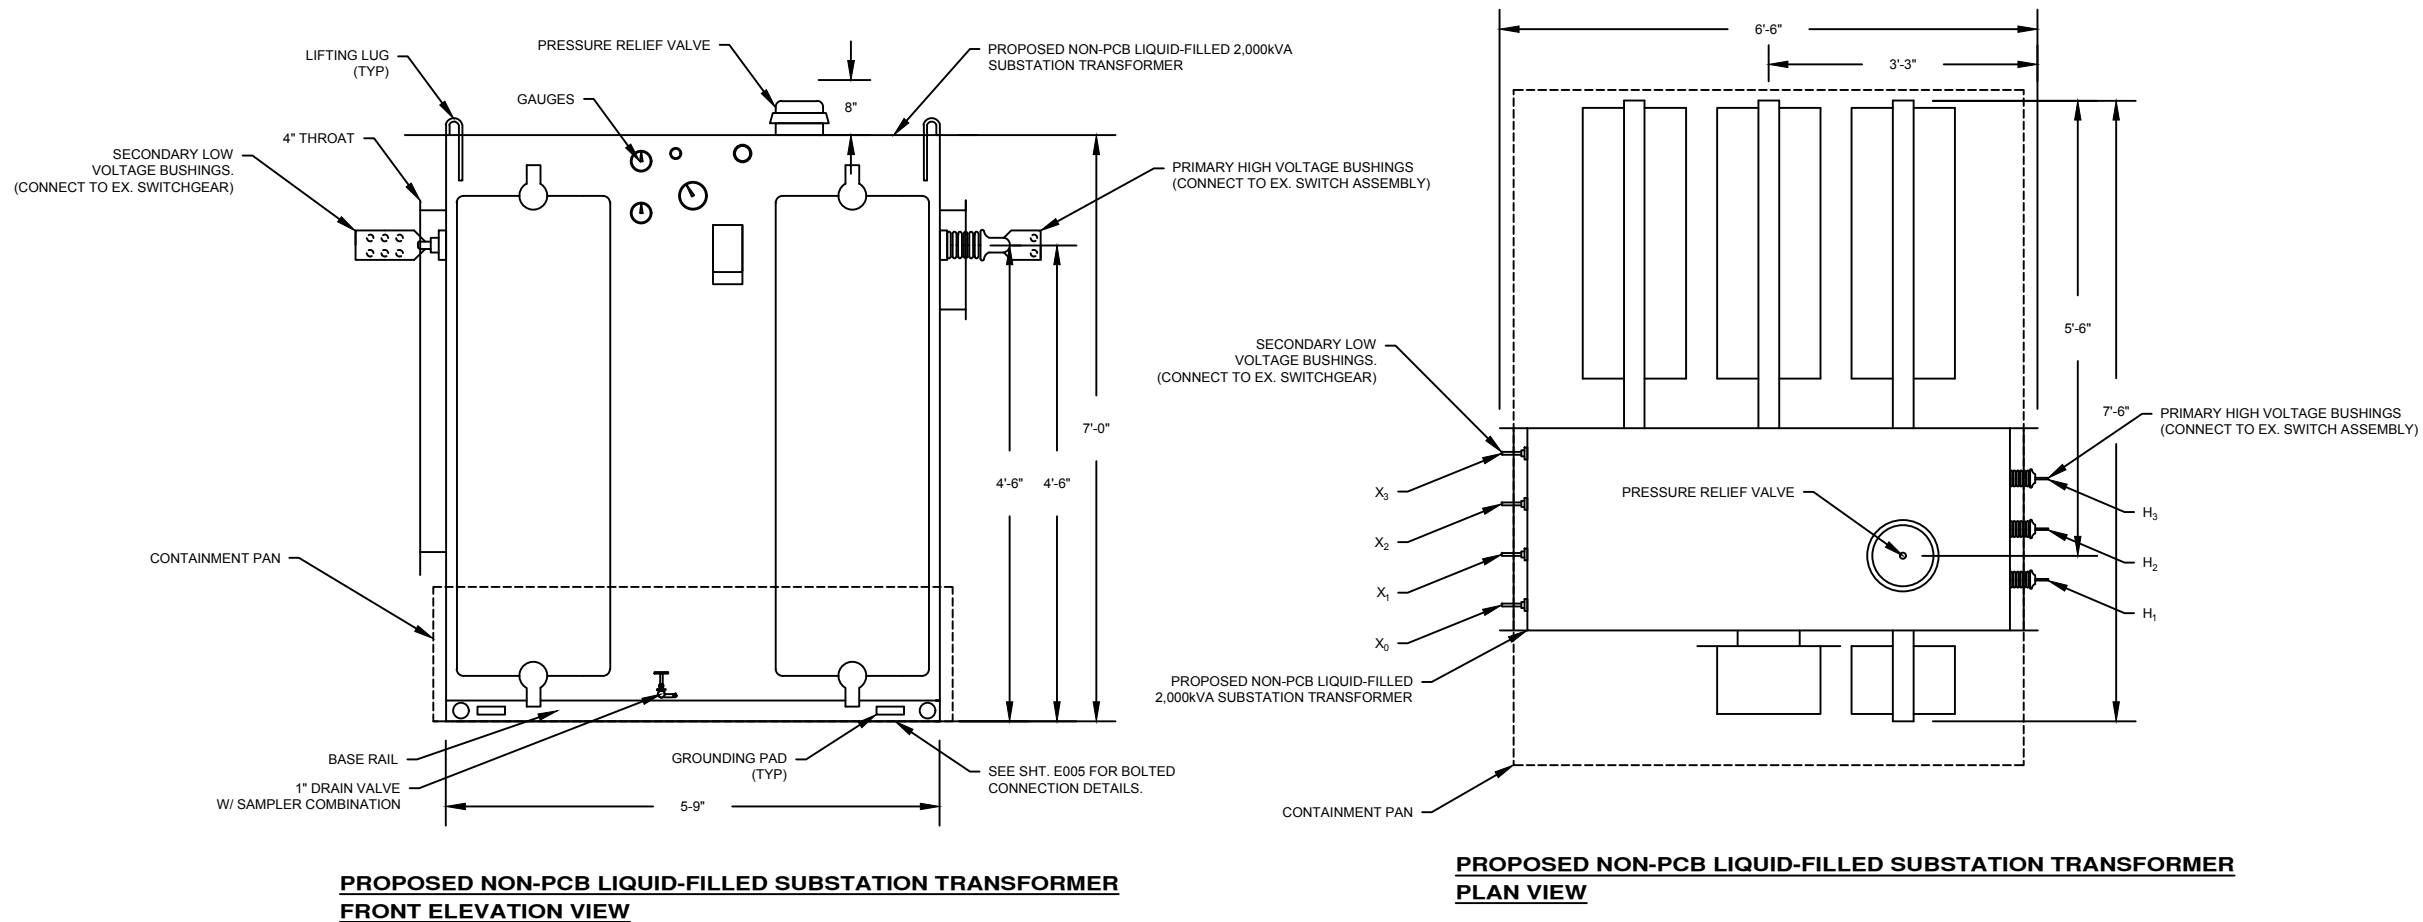 PRESSURE RELIEF VALVE
LIFTING LUG
(TYP)
GAUGES
8"
PROPOSED NON-PCB LIQUID-FILLED 2,000kVA
SUBSTATION TRANSFORMER
4" THROAT
SECONDARY LOW
VOLTAGE BUSHINGS.
(CONNECT TO EX. SWITCHGEAR)
PRIMARY HIGH VOLTAGE BUSHINGS
(CONNECT TO EX. SWITCH ASSEMBLY)
7'-0"
4'-6"
4'-6"
CONTAINMENT PAN
BASE RAIL
1" DRAIN VALVE
W/ SAMPLER COMBINATION
GROUNDING PAD
(TYP)
SEE SHT. E005 FOR BOLTED
CONNECTION DETAILS.
5-9"
PROPOSED NON-PCB LIQUID-FILLED SUBSTATION TRANSFORMER
FRONT ELEVATION VIEW
6'-6"
3'-3"
5'-6"
7'-6"
SECONDARY LOW
VOLTAGE BUSHINGS.
(CONNECT TO EX. SWITCHGEAR)
PRIMARY HIGH VOLTAGE BUSHINGS
(CONNECT TO EX. SWITCH ASSEMBLY)
X3
X2
X1
X0
PRESSURE RELIEF VALVE
H3
H2
H1
PROPOSED NON-PCB LIQUID-FILLED
2,000kVA SUBSTATION TRANSFORMER
CONTAINMENT PAN
PROPOSED NON-PCB LIQUID-FILLED SUBSTATION TRANSFORMER
PLAN VIEW